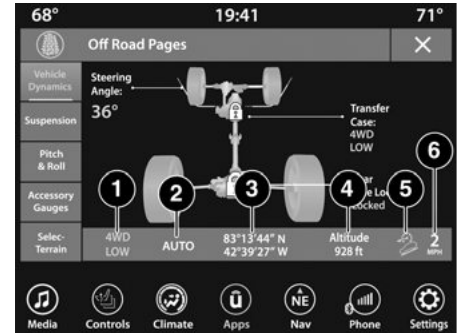 68°
19:41
71°
Off Road Pages
Vehicle
Dynamics
Suspension
Pitch
& Roll
Accessory
Gauges
Selec-
Terrain
Steering
Angle:
36°
Transfer
Case:
4WD
LOW
Locked
1
2
3
4
5
6
4WD
LOW
AUTO
83°13'44" N
42°39'27" W
Altitude
928 ft
2
MPH
Media
Controls
Climate
Apps
Nav
Phone
Settings
û
NE